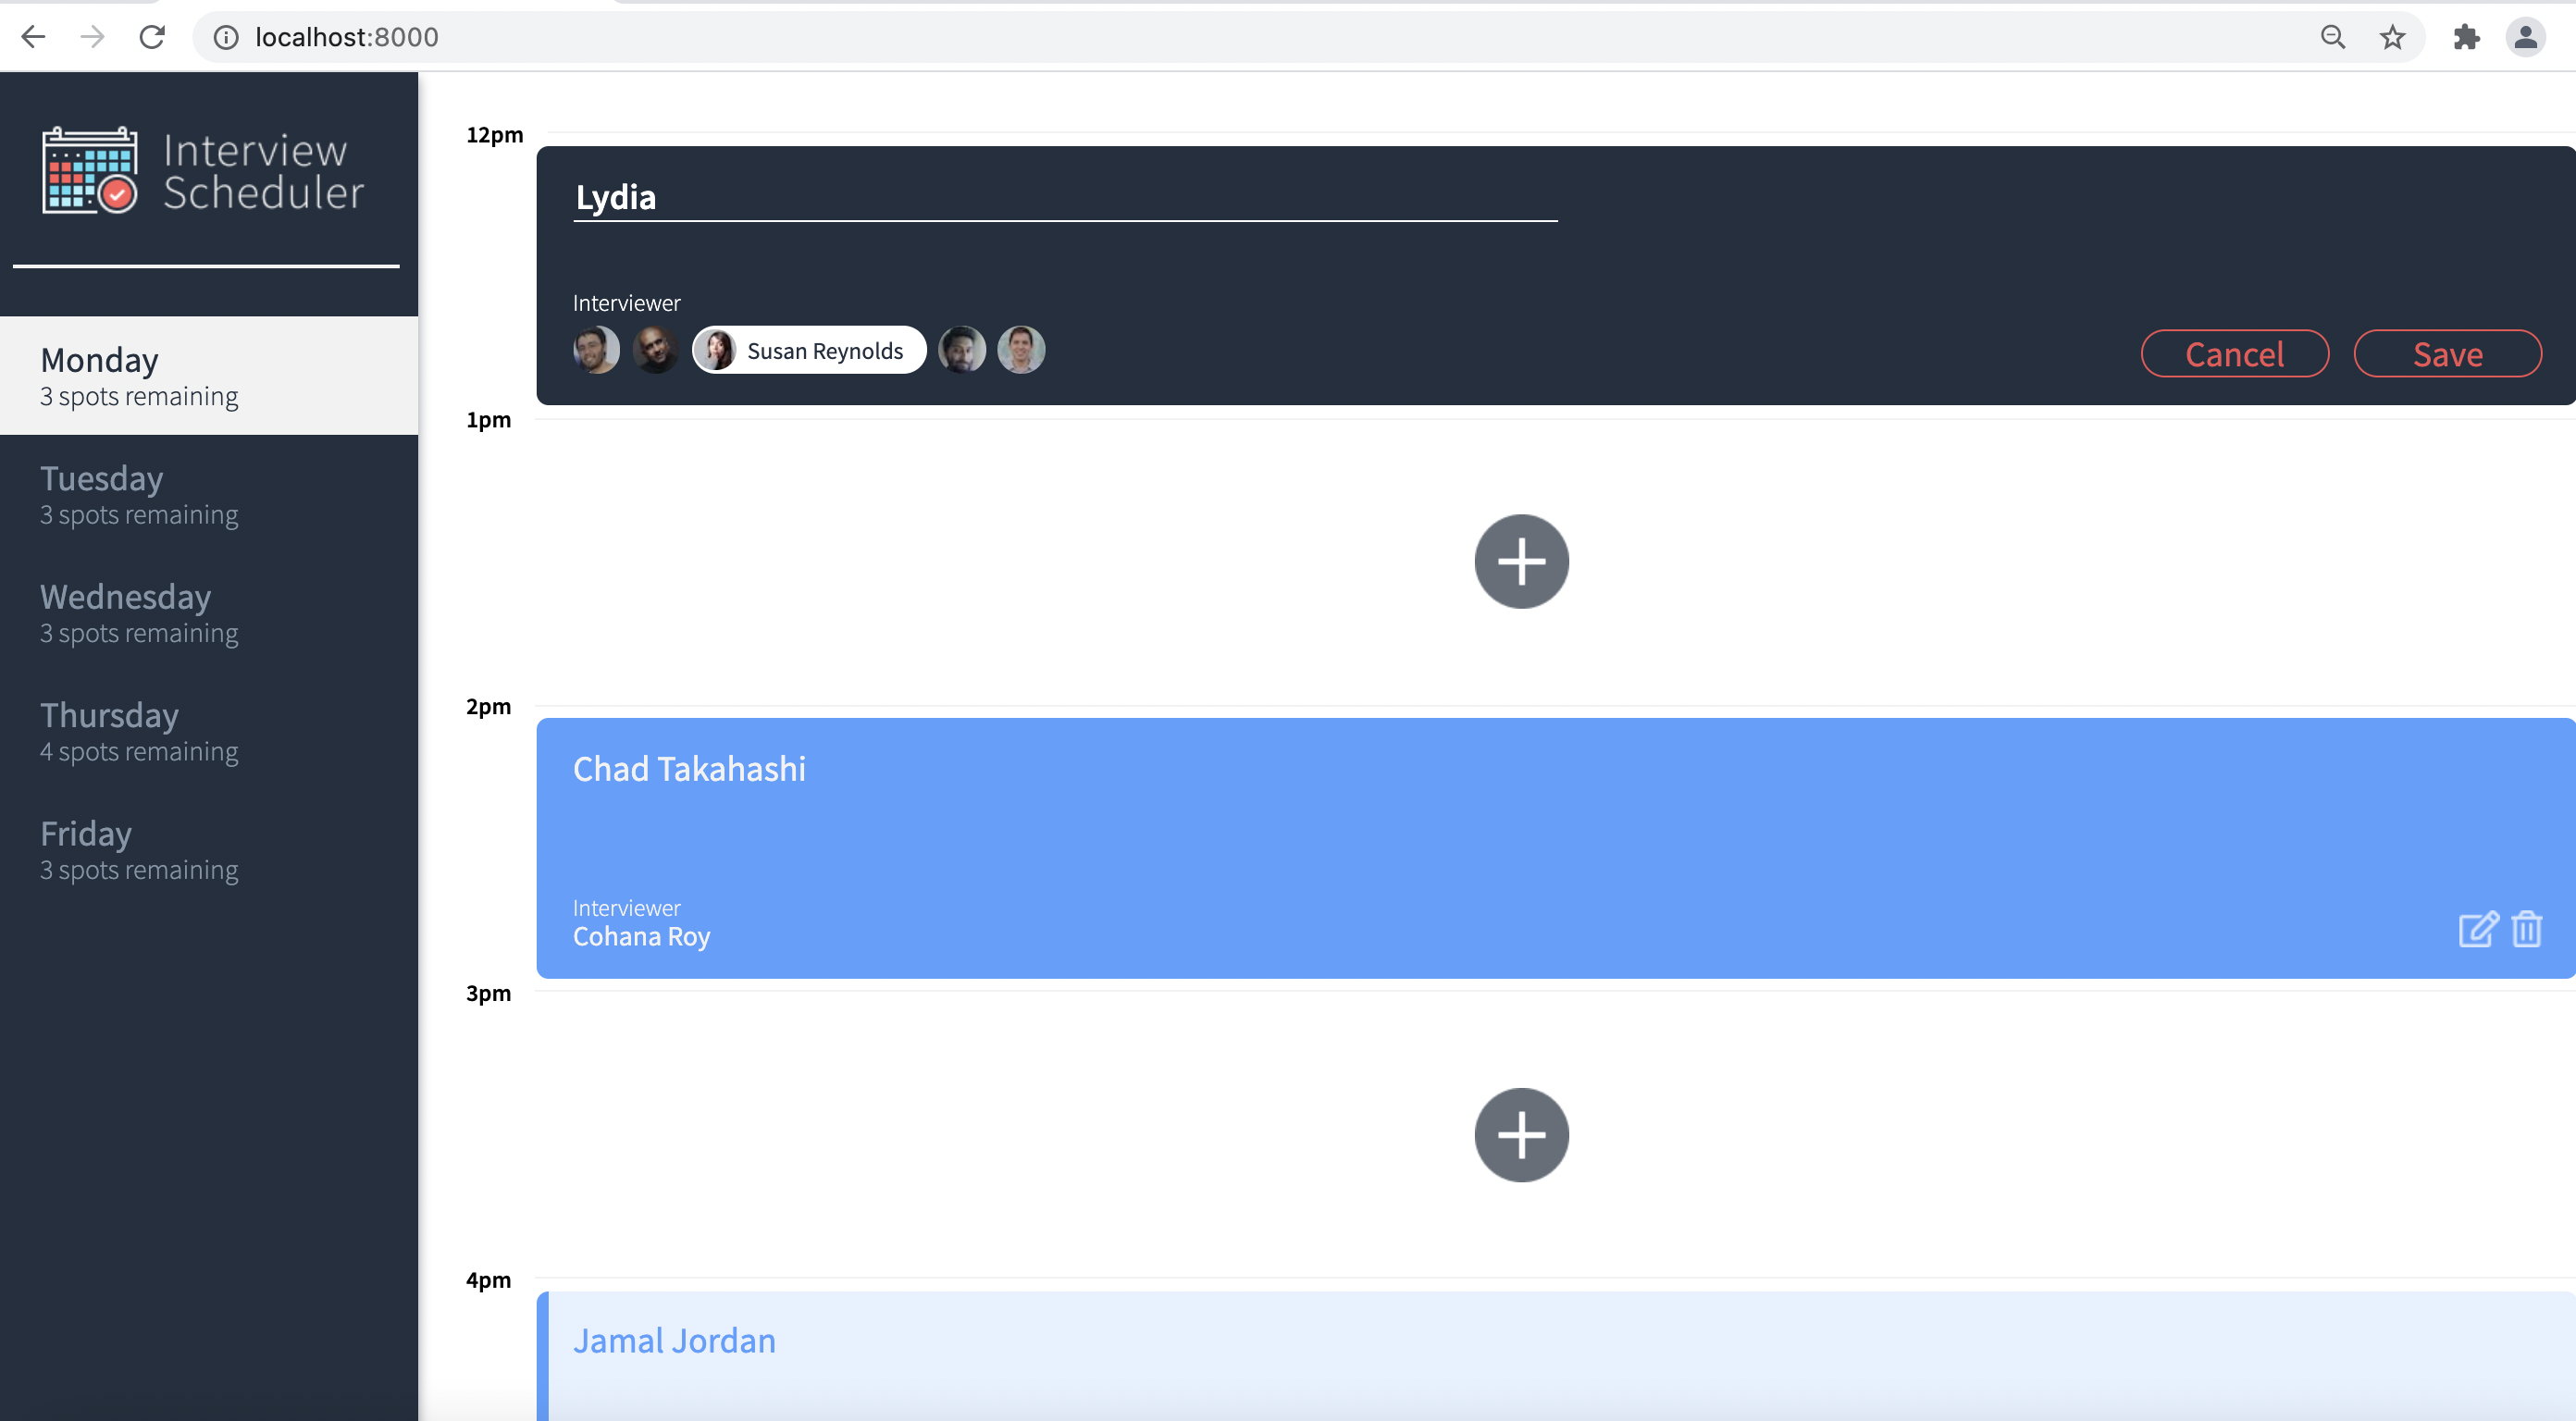 localhost:8000
Interview
Scheduler
Monday
3 spots remaining
Tuesday
3 spots remaining
Wednesday
3 spots remaining
Thursday
4 spots remaining
Friday
3 spots remaining
12pm
Lydia
Interviewer
Susan Reynolds
Cancel
Save
1pm
2pm
Chad Takahashi
Interviewer
Cohana Roy
3pm
4pm
Jamal Jordan